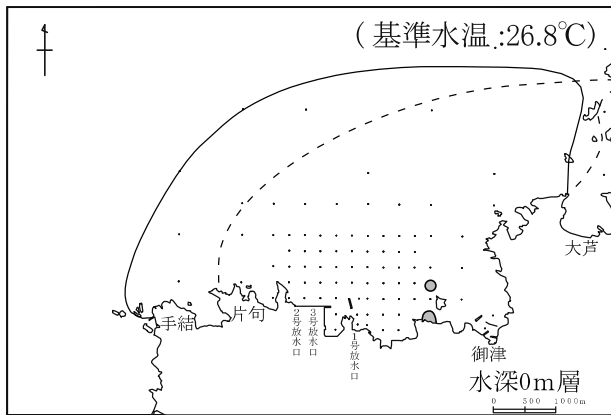 (基準水温:26.8℃)
大芦
手結
片句
2号放水口
3号放水口
1号放水口
御津
水深0m層
0 300 1000m